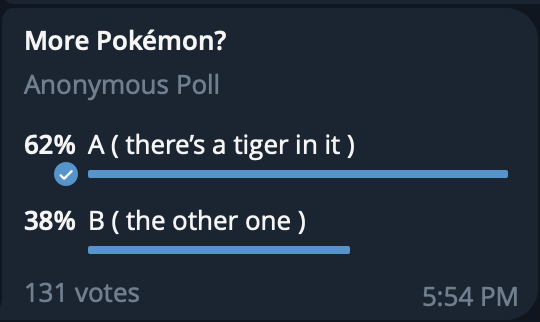 More Pokémon?
Anonymous Poll
62% A ( there’s a tiger in it )
38% B ( the other one )
131 votes 5:54 PM